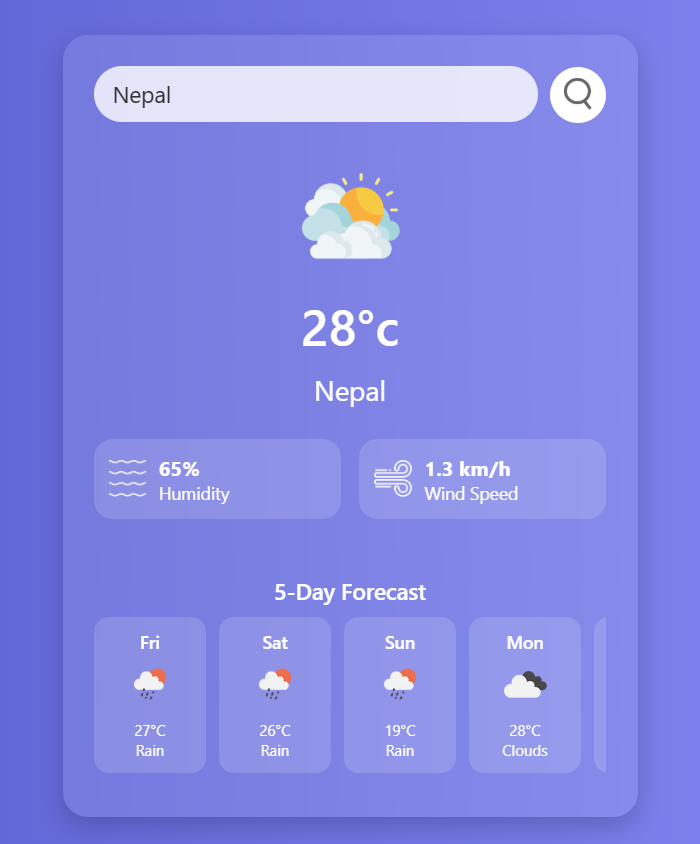 Nepal
28°c
Nepal
65%
Humidity
1.3 km/h
Wind Speed
5-Day Forecast
Fri
27°C
Rain
Sat
26°C
Rain
Sun
19°C
Rain
Mon
28°C
Clouds